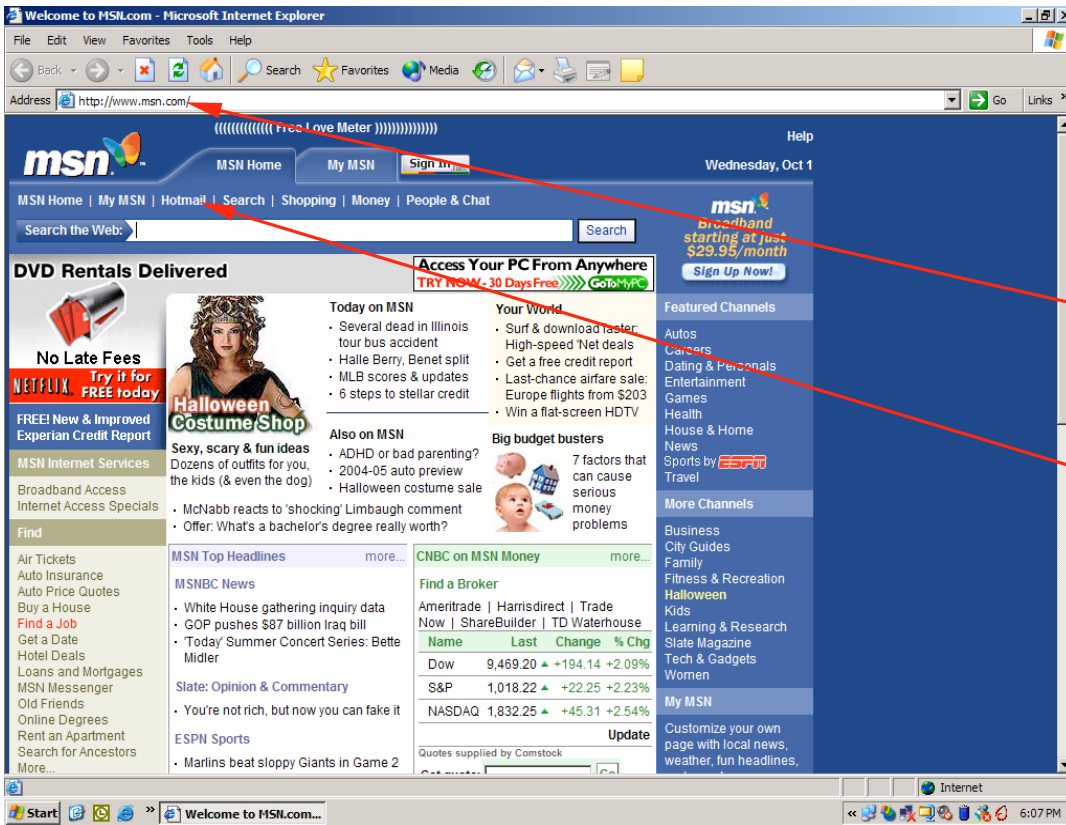 Welcome to MSN.com - Microsoft Internet Explorer
File Edit View Favorites Tools Help
Back Search Favorites Media
Address http://www.msn.com/ Go Links »
(((((((((((((( Free Love Meter ))))))))))))))
Help
msn
MSN Home My MSN Sign In
Wednesday, Oct 1
MSN Home | My MSN | Hotmail | Search | Shopping | Money | People & Chat
Search the Web: Search
msn
Broadband
starting at just
$29.95/month
Sign Up Now!
DVD Rentals Delivered
No Late Fees
NETFLIX Try it for
FREE today
FREE! New & Improved
Experian Credit Report
MSN Internet Services
Broadband Access
Internet Access Specials
Find
Air Tickets
Auto Insurance
Auto Price Quotes
Buy a House
Find a Job
Get a Date
Hotel Deals
Loans and Mortgages
MSN Messenger
Old Friends
Online Degrees
Rent an Apartment
Search for Ancestors
More...
Access Your PC From Anywhere
TRY NOW - 30 Days Free GoToMyPC
Halloween
Costume Shop
Sexy, scary & fun ideas
Dozens of outfits for you,
the kids (& even the dog)
Today on MSN
· Several dead in Illinois
tour bus accident
· Halle Berry, Benet split
· MLB scores & updates
· 6 steps to stellar credit
Also on MSN
· ADHD or bad parenting?
· 2004-05 auto preview
· Halloween costume sale
· McNabb reacts to 'shocking' Limbaugh comment
· Offer: What's a bachelor's degree really worth?
Your World
· Surf & download faster:
High-speed 'Net deals
· Get a free credit report
· Last-chance airfare sale:
Europe flights from $203
· Win a flat-screen HDTV
Big budget busters
7 factors that
can cause
serious
money
problems
MSN Top Headlines more...
MSNBC News
· White House gathering inquiry data
· GOP pushes $87 billion Iraq bill
· 'Today' Summer Concert Series: Bette
Midler
Slate: Opinion & Commentary
· You're not rich, but now you can fake it
ESPN Sports
· Marlins beat sloppy Giants in Game 2
CNBC on MSN Money more...
Find a Broker
Ameritrade | Harrisdirect | Trade
Now | ShareBuilder | TD Waterhouse
Name Last Change % Chg
Dow 9,469.20 +194.14 +2.09%
S&P 1,018.22 +22.25 +2.23%
NASDAQ 1,832.25 +45.31 +2.54%
Update
Quotes supplied by Comstock
Get quote: Go
Featured Channels
Autos
Careers
Dating & Personals
Entertainment
Games
Health
House & Home
News
Sports by ESPN
Travel
More Channels
Business
City Guides
Family
Fitness & Recreation
Halloween
Kids
Learning & Research
Slate Magazine
Tech & Gadgets
Women
My MSN
Customize your own
page with local news,
weather, fun headlines,
Internet
Start » Welcome to MSN.com... « 6:07 PM